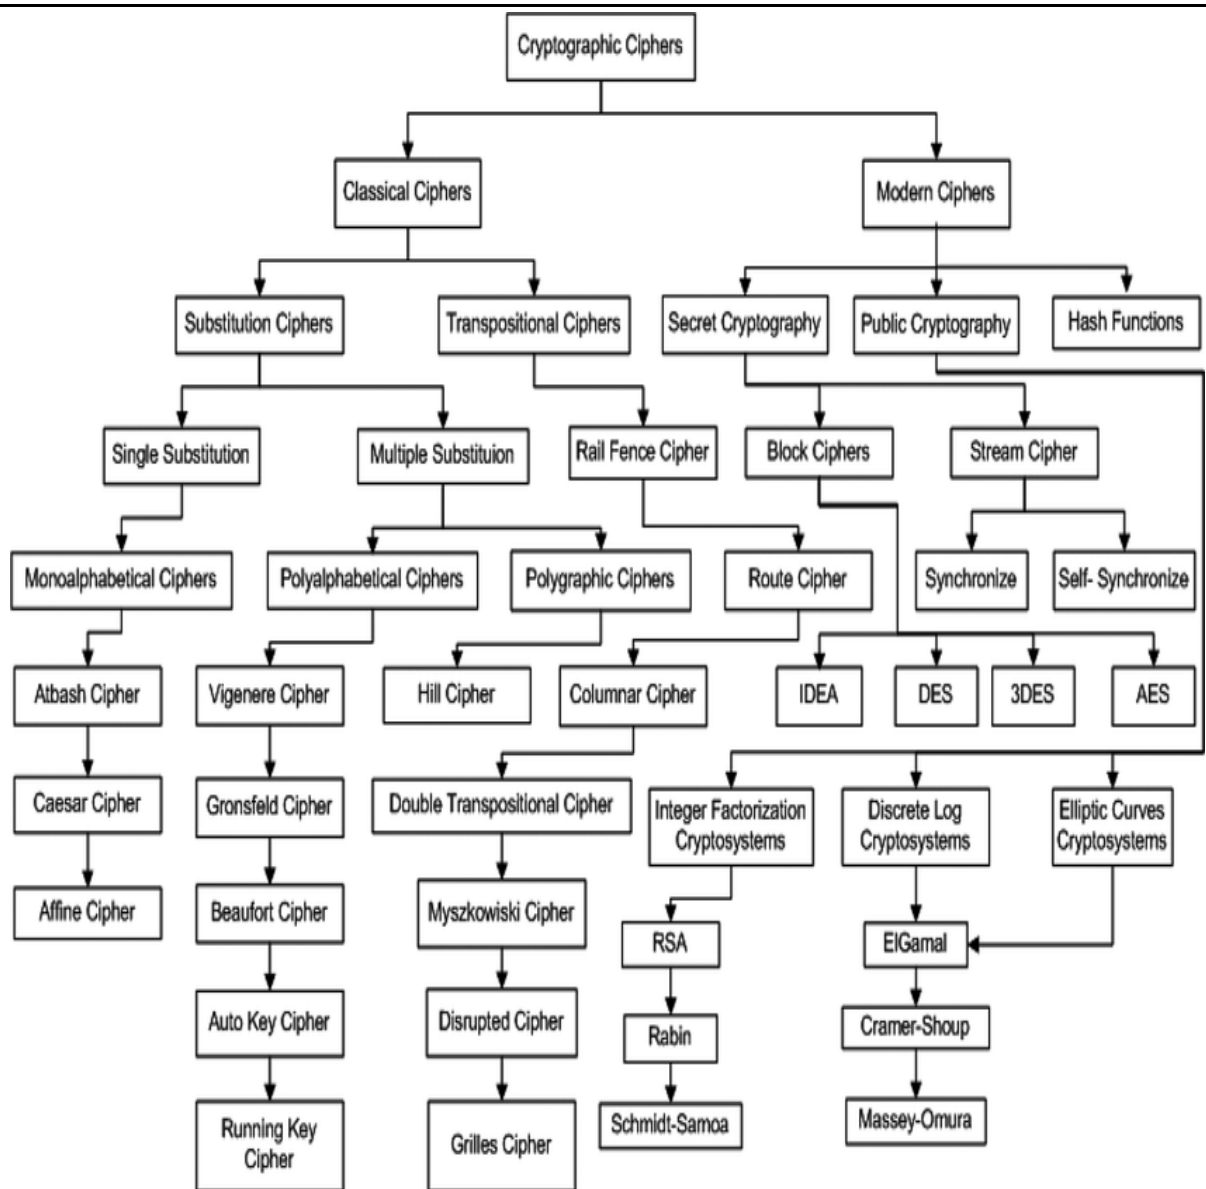 Cryptographic Ciphers
Classical Ciphers
Modern Ciphers
Substitution Ciphers
Transpositional Ciphers
Secret Cryptography
Public Cryptography
Hash Functions
Single Substitution
Multiple Substituion
Rail Fence Cipher
Block Ciphers
Stream Cipher
Monoalphabetical Ciphers
Polyalphabetical Ciphers
Polygraphic Ciphers
Route Cipher
Synchronize
Self- Synchronize
Atbash Cipher
Vigenere Cipher
Hill Cipher
Columnar Cipher
IDEA
DES
3DES
AES
Caesar Cipher
Gronsfeld Cipher
Double Transpositional Cipher
Integer Factorization
Cryptosystems
Discrete Log
Cryptosystems
Elliptic Curves
Cryptosystems
Affine Cipher
Beaufort Cipher
Myszkowiski Cipher
RSA
ElGamal
Auto Key Cipher
Disrupted Cipher
Rabin
Cramer-Shoup
Running Key
Cipher
Grilles Cipher
Schmidt-Samoa
Massey-Omura